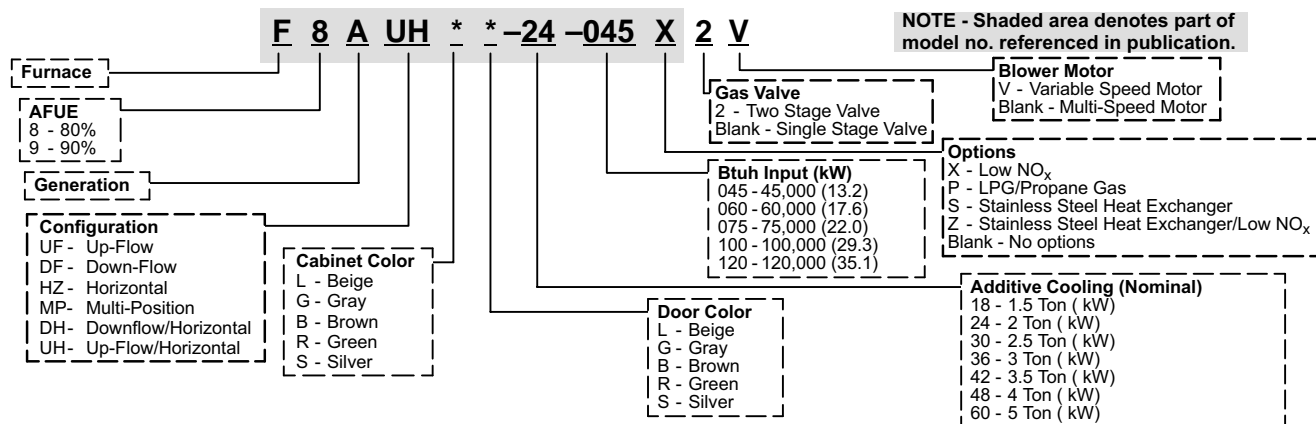 F 8 A UH * * –24 –045 X 2 V
NOTE - Shaded area denotes part of
model no. referenced in publication.
Furnace
AFUE
8 - 80%
9 - 90%
Generation
Configuration
UF - Up-Flow
DF - Down-Flow
HZ - Horizontal
MP- Multi-Position
DH- Downflow/Horizontal
UH- Up-Flow/Horizontal
Cabinet Color
L - Beige
G - Gray
B - Brown
R - Green
S - Silver
Door Color
L - Beige
G - Gray
B - Brown
R - Green
S - Silver
Gas Valve
2 - Two Stage Valve
Blank - Single Stage Valve
Btuh Input (kW)
045 - 45,000 (13.2)
060 - 60,000 (17.6)
075 - 75,000 (22.0)
100 - 100,000 (29.3)
120 - 120,000 (35.1)
Blower Motor
V - Variable Speed Motor
Blank - Multi-Speed Motor
Options
X - Low NOx
P - LPG/Propane Gas
S - Stainless Steel Heat Exchanger
Z - Stainless Steel Heat Exchanger/Low NOx
Blank - No options
Additive Cooling (Nominal)
18 - 1.5 Ton ( kW)
24 - 2 Ton ( kW)
30 - 2.5 Ton ( kW)
36 - 3 Ton ( kW)
42 - 3.5 Ton ( kW)
48 - 4 Ton ( kW)
60 - 5 Ton ( kW)